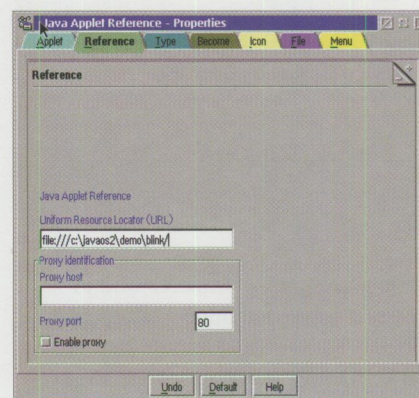 Java Applet Reference - Properties
Applet Reference Type Become Icon File Menu
Reference
Java Applet Reference
Uniform Resource Locator (URL)
file:///c:\javaos2\demo\blink/
Proxy identification
Proxy host
Proxy port 80
Enable proxy
Undo Default Help